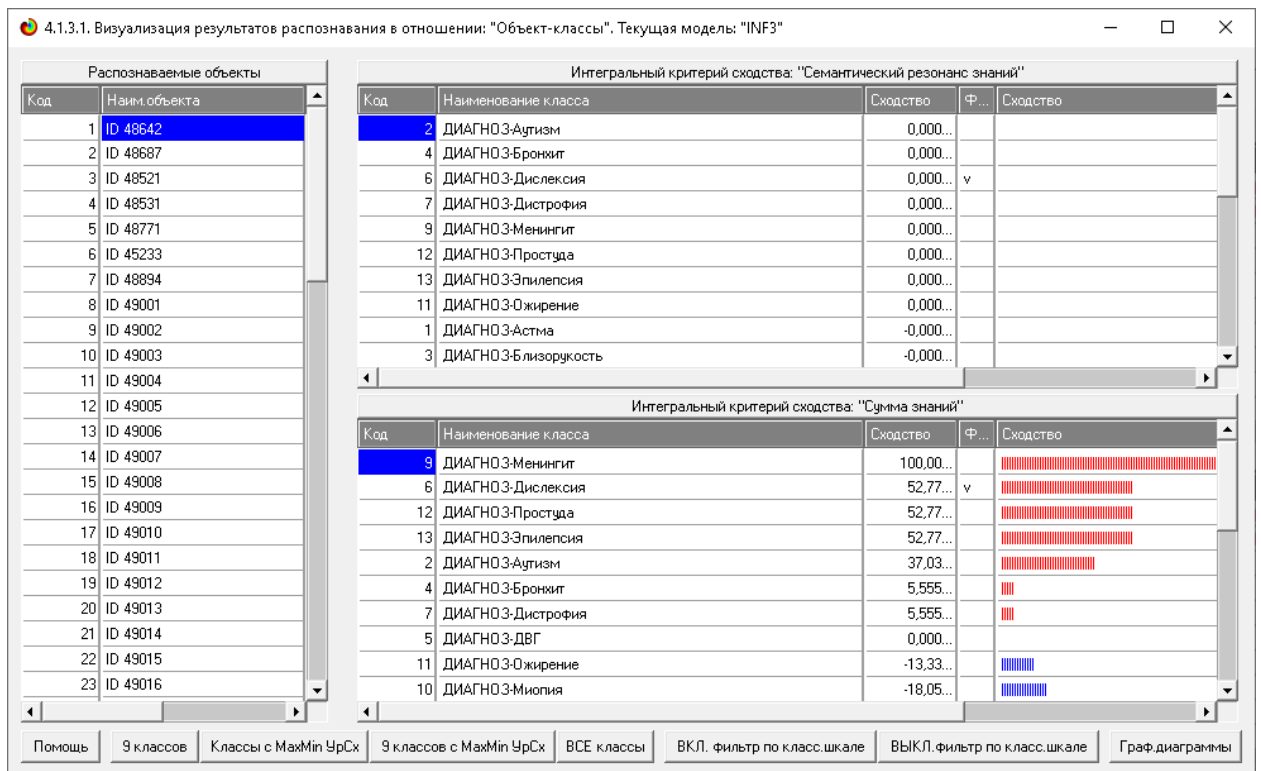 4.1.3.1. Визуализация результатов распознавания в отношении: "Объект-классы". Текущая модель: "INF3"
Распознаваемые объекты
Код Наим.объекта
1 ID 48642
2 ID 48687
3 ID 48521
4 ID 48531
5 ID 48771
6 ID 45233
7 ID 48894
8 ID 49001
9 ID 49002
10 ID 49003
11 ID 49004
12 ID 49005
13 ID 49006
14 ID 49007
15 ID 49008
16 ID 49009
17 ID 49010
18 ID 49011
19 ID 49012
20 ID 49013
21 ID 49014
22 ID 49015
23 ID 49016
Интегральный критерий сходства: "Семантический резонанс знаний"
Код Наименование класса Сходство Ф... Сходство
2 ДИАГНОЗ-Аутизм 0,000...
4 ДИАГНОЗ-Бронхит 0,000...
6 ДИАГНОЗ-Дислексия 0,000... v
7 ДИАГНОЗ-Дистрофия 0,000...
9 ДИАГНОЗ-Менингит 0,000...
12 ДИАГНОЗ-Простуда 0,000...
13 ДИАГНОЗ-Эпилепсия 0,000...
11 ДИАГНОЗ-Ожирение 0,000...
1 ДИАГНОЗ-Астма -0,000...
3 ДИАГНОЗ-Близорукость -0,000...
Интегральный критерий сходства: "Сумма знаний"
Код Наименование класса Сходство Ф... Сходство
9 ДИАГНОЗ-Менингит 100,00...
6 ДИАГНОЗ-Дислексия 52,77... v
12 ДИАГНОЗ-Простуда 52,77...
13 ДИАГНОЗ-Эпилепсия 52,77...
2 ДИАГНОЗ-Аутизм 37,03...
4 ДИАГНОЗ-Бронхит 5,555...
7 ДИАГНОЗ-Дистрофия 5,555...
5 ДИАГНОЗ-ДВГ 0,000...
11 ДИАГНОЗ-Ожирение -13,33...
10 ДИАГНОЗ-Миопия -18,05...
Помощь 9 классов Классы с MaxMin УрСх 9 классов с MaxMin УрСх ВСЕ классы ВКЛ. фильтр по класс.шкале ВЫКЛ.фильтр по класс.шкале Граф.диаграммы